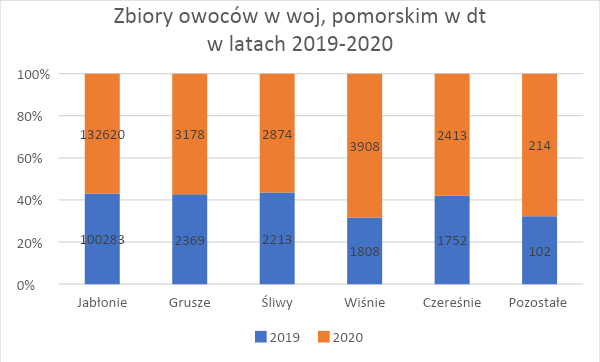 Zbiory owoców w woj, pomorskim w dt
w latach 2019-2020
100%
80%
60%
40%
20%
0%
132620 3178 2874 3908 2413 214
100283 2369 2213 1808 1752 102
Jabłonie Grusze Śliwy Wiśnie Czereśnie Pozostałe
2019 2020